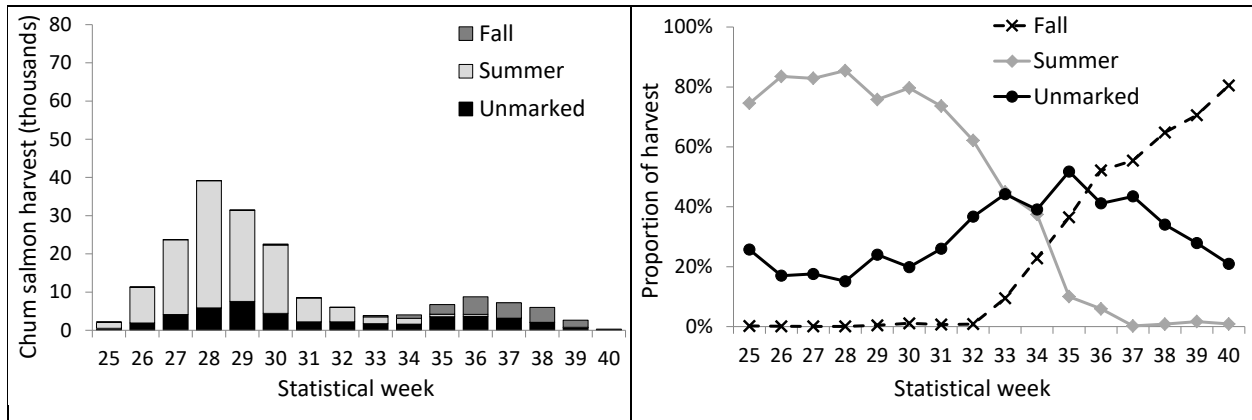 Chum salmon harvest (thousands)
80
70
60
50
40
30
20
10
0
Fall
Summer
Unmarked
25 26 27 28 29 30 31 32 33 34 35 36 37 38 39 40
Statistical week
Proportion of harvest
100%
80%
60%
40%
20%
0%
Fall
Summer
Unmarked
25 26 27 28 29 30 31 32 33 34 35 36 37 38 39 40
Statistical week